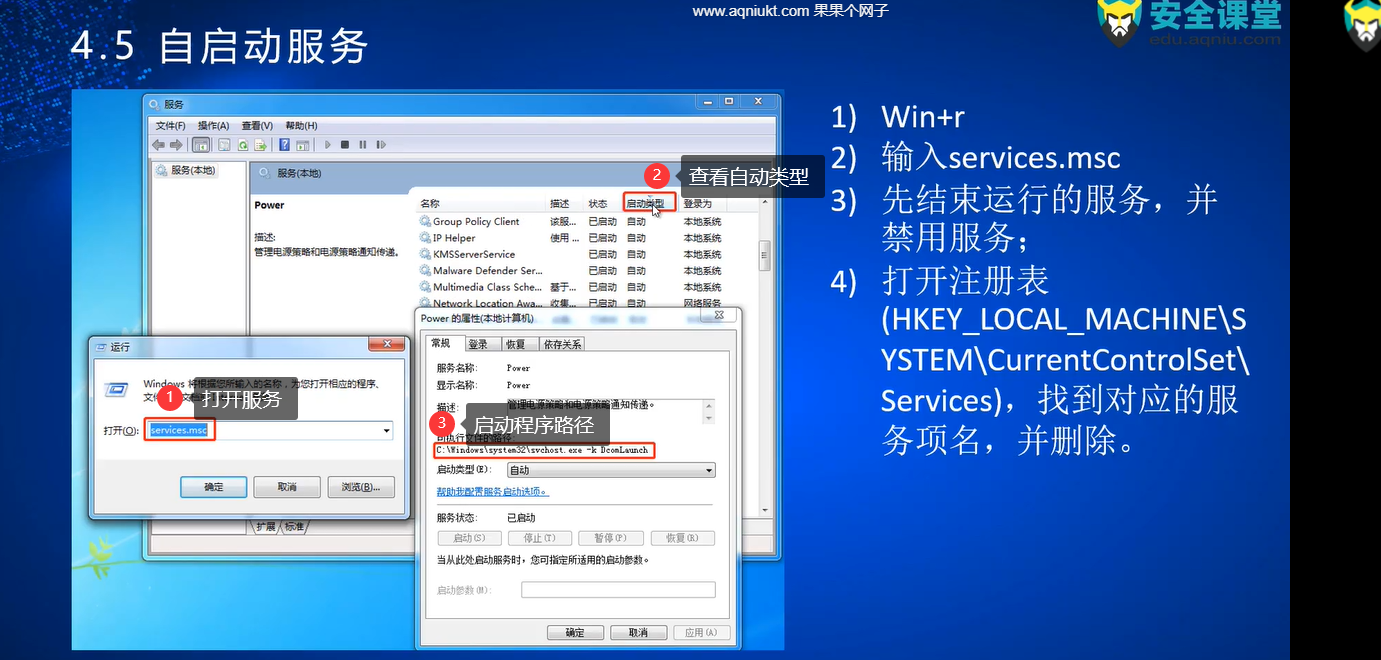 www.aqniukt.com 果果个网子
安全课堂
edu.aqniu.com
4.5 自启动服务
服务
文件(F) 操作(A) 查看(V) 帮助(H)
服务(本地)
服务(本地)
2 查看自动类型
Power
描述:
管理电源策略和电源策略通知传递。
名称 描述 状态 启动类型 登录为
Group Policy Client 该服... 已启动 自动 本地系统
IP Helper 使用 ... 已启动 自动 本地系统
KMSServerService 已启动 自动 本地系统
Malware Defender Ser... 已启动 自动 本地系统
Multimedia Class Sche... 基于... 已启动 自动 本地系统
Network Location Awa... 收集... 已启动 自动 网络服务
扩展 标准
运行
Windows 将根据您所输入的名称，为您打开相应的程序、
1 打开服务
打开(O): services.msc
确定 取消 浏览(B)...
Power 的属性(本地计算机)
常规 登录 恢复 依存关系
服务名称: Power
显示名称: Power
描述: 管理电源策略和电源策略通知传递。
3 启动程序路径
可执行文件的路径:
C:\Windows\system32\svchost.exe -k DcomLaunch
启动类型(E): 自动
帮助我配置服务启动选项。
服务状态: 已启动
启动(S) 停止(T) 暂停(P) 恢复(R)
当从此处启动服务时，您可指定所适用的启动参数。
启动参数(M):
确定 取消 应用(A)
1) Win+r
2) 输入services.msc
3) 先结束运行的服务，并
禁用服务；
4) 打开注册表
(HKEY_LOCAL_MACHINE\S
YSTEM\CurrentControlSet\
Services)，找到对应的服
务项名，并删除。